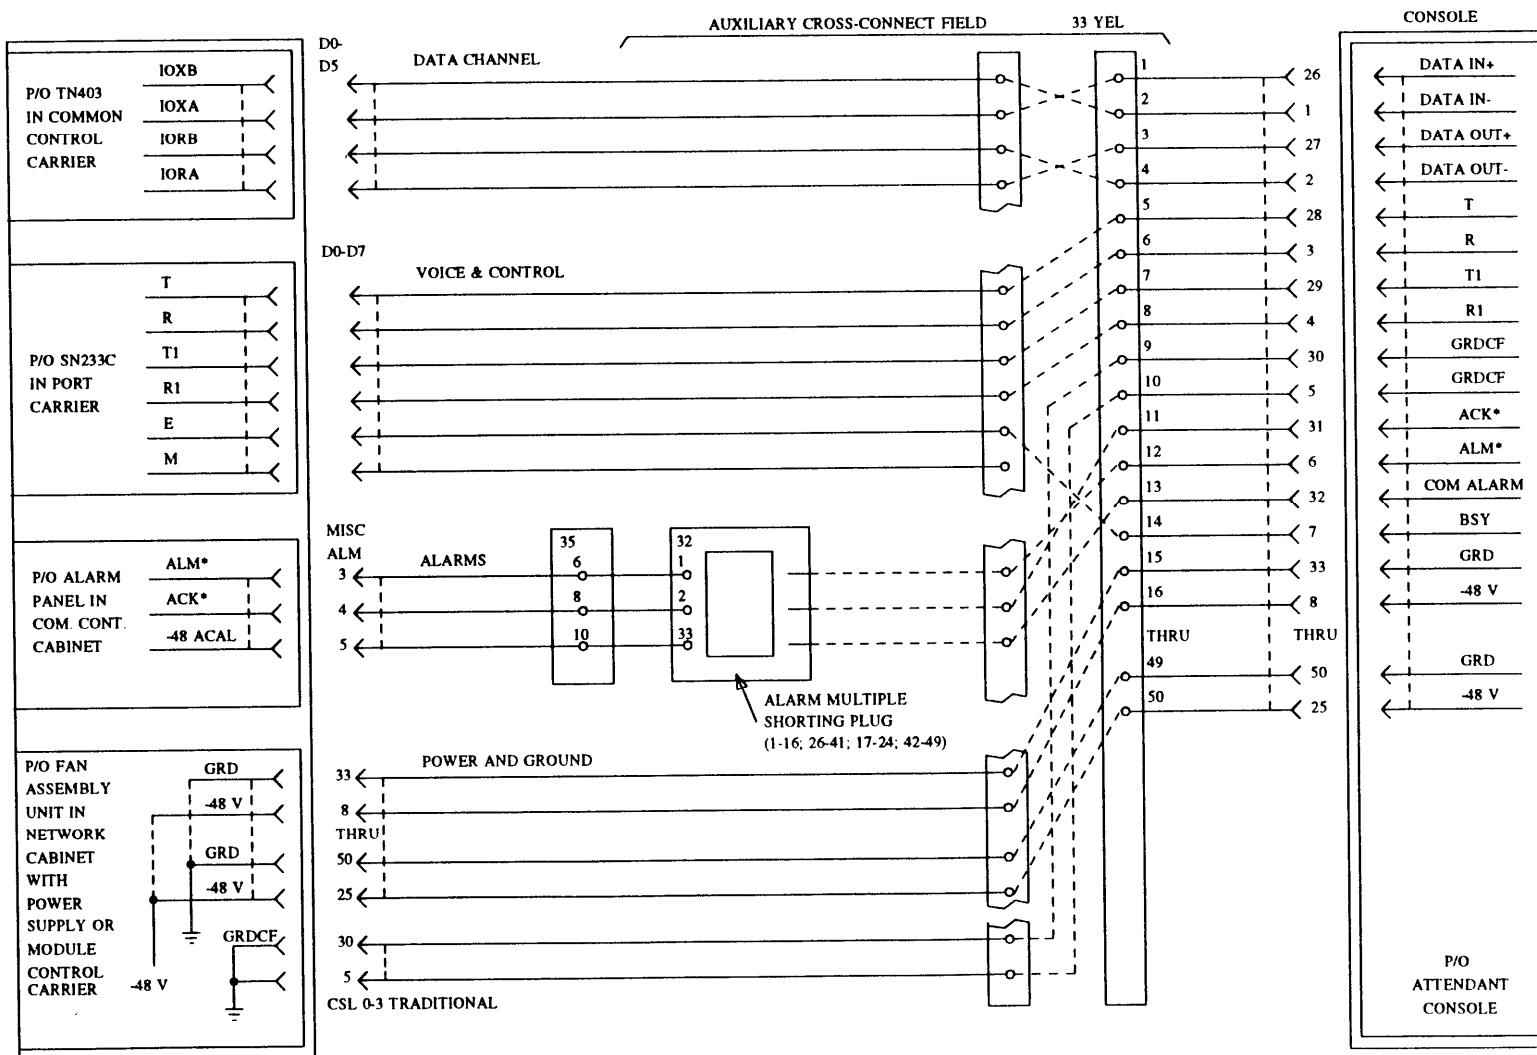 AUXILIARY CROSS-CONNECT FIELD
33 YEL
CONSOLE
P/O TN403
IN COMMON
CONTROL
CARRIER
IOXB
IOXA
IORB
IORA
D0-
D5
DATA CHANNEL
P/O SN233C
IN PORT
CARRIER
T
R
T1
R1
E
M
D0-D7
VOICE & CONTROL
P/O ALARM
PANEL IN
COM. CONT.
CABINET
ALM*
ACK*
-48 ACAL
MISC
ALM
3
4
5
ALARMS
35
6
8
10
32
1
2
33
ALARM MULTIPLE
SHORTING PLUG
(1-16; 26-41; 17-24; 42-49)
P/O FAN
ASSEMBLY
UNIT IN
NETWORK
CABINET
WITH
POWER
SUPPLY OR
MODULE
CONTROL
CARRIER
GRD
-48 V
GRD
-48 V
GRDCF
-48 V
POWER AND GROUND
33
8
THRU
50
25
30
5
CSL 0-3 TRADITIONAL
1
2
3
4
5
6
7
8
9
10
11
12
13
14
15
16
THRU
49
50
26
1
27
2
28
3
29
4
30
5
31
6
32
7
33
8
THRU
50
25
DATA IN+
DATA IN-
DATA OUT+
DATA OUT-
T
R
T1
R1
GRDCF
GRDCF
ACK*
ALM*
COM ALARM
BSY
GRD
-48 V
GRD
-48 V
P/O
ATTENDANT
CONSOLE